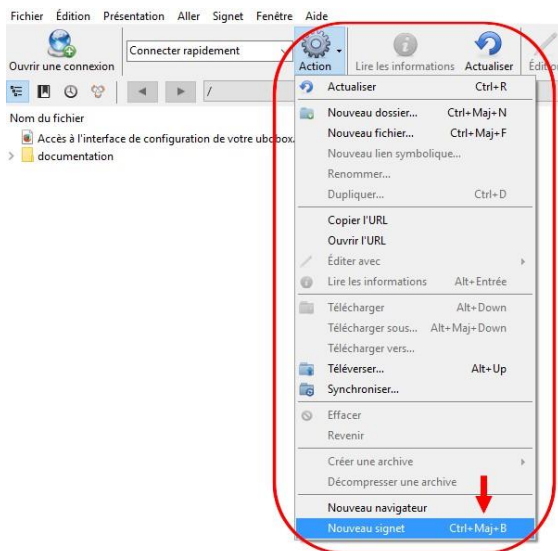 Fichier Édition Présentation Aller Signet Fenêtre Aide
Ouvrir une connexion
Connecter rapidement
Action
Lire les informations
Actualiser
/
Nom du fichier
Accès à l'interface de configuration de votre ubobox.
documentation
Actualiser Ctrl+R
Nouveau dossier... Ctrl+Maj+N
Nouveau fichier... Ctrl+Maj+F
Nouveau lien symbolique...
Renommer...
Dupliquer... Ctrl+D
Copier l'URL
Ouvrir l'URL
Éditer avec
Lire les informations Alt+Entrée
Télécharger Alt+Down
Télécharger sous... Alt+Maj+Down
Télécharger vers...
Téléverser... Alt+Up
Synchroniser...
Effacer
Revenir
Créer une archive
Décompresser une archive
Nouveau navigateur
Nouveau signet Ctrl+Maj+B